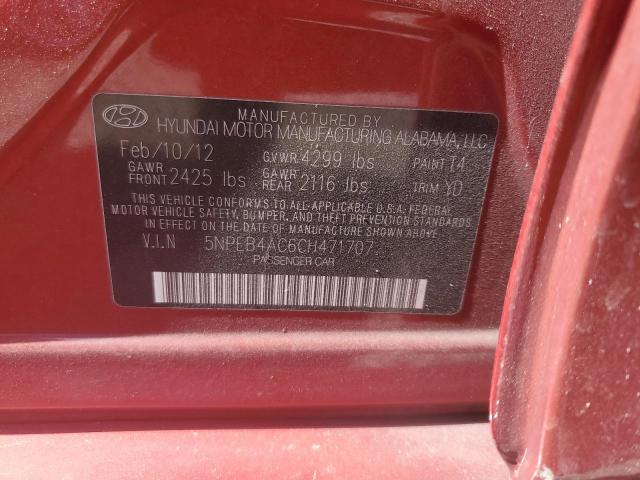 MANUFACTURED BY
HYUNDAI MOTOR MANUFACTURING ALABAMA, LLC
Feb/10/12 GVWR 4299 lbs PAINT T4
GAWR FRONT 2425 lbs GAWR REAR 2116 lbs TRIM YD
THIS VEHICLE CONFORMS TO ALL APPLICABLE U.S.A. FEDERAL
MOTOR VEHICLE SAFETY, BUMPER, AND THEFT PREVENTION STANDARDS
IN EFFECT ON THE DATE OF MANUFACTURE SHOWN ABOVE.
V.I.N 5NPEB4AC6CH471707
PASSENGER CAR